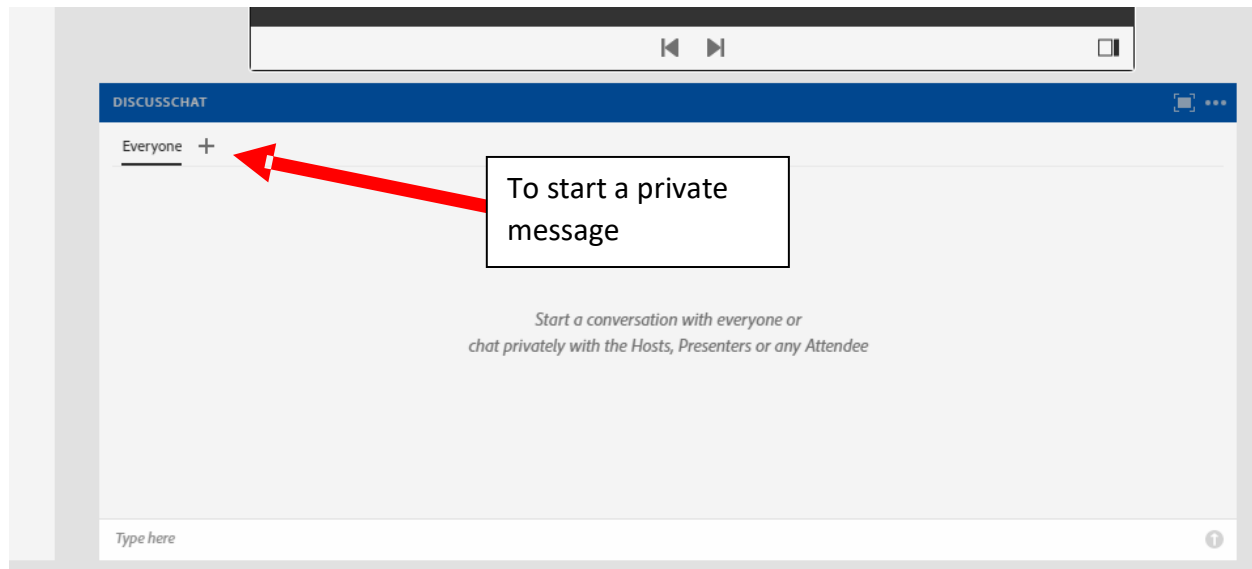 DISCUSSCHAT
Everyone
To start a private
message
Start a conversation with everyone or
chat privately with the Hosts, Presenters or any Attendee
Type here